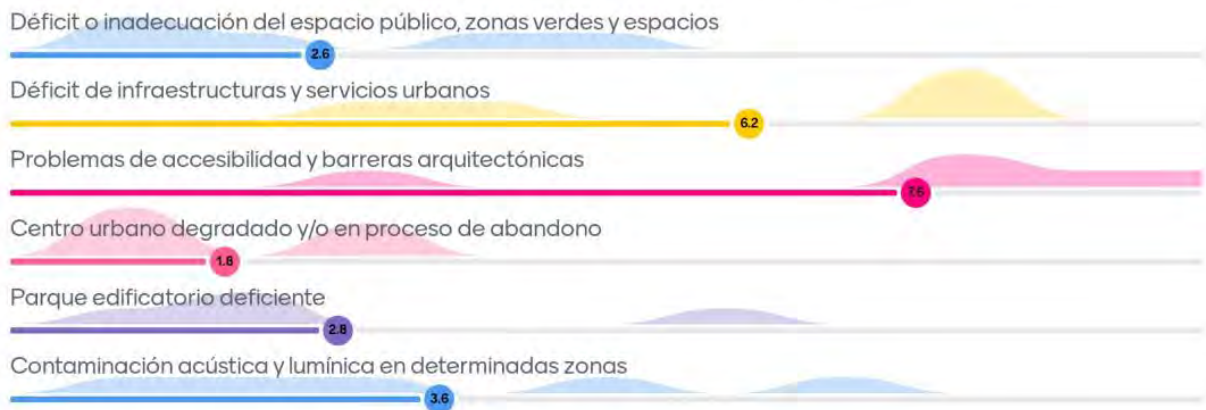 Déficit o inadecuación del espacio público, zonas verdes y espacios
2.6
Déficit de infraestructuras y servicios urbanos
6.2
Problemas de accesibilidad y barreras arquitectónicas
7.6
Centro urbano degradado y/o en proceso de abandono
1.8
Parque edificatorio deficiente
2.8
Contaminación acústica y lumínica en determinadas zonas
3.6